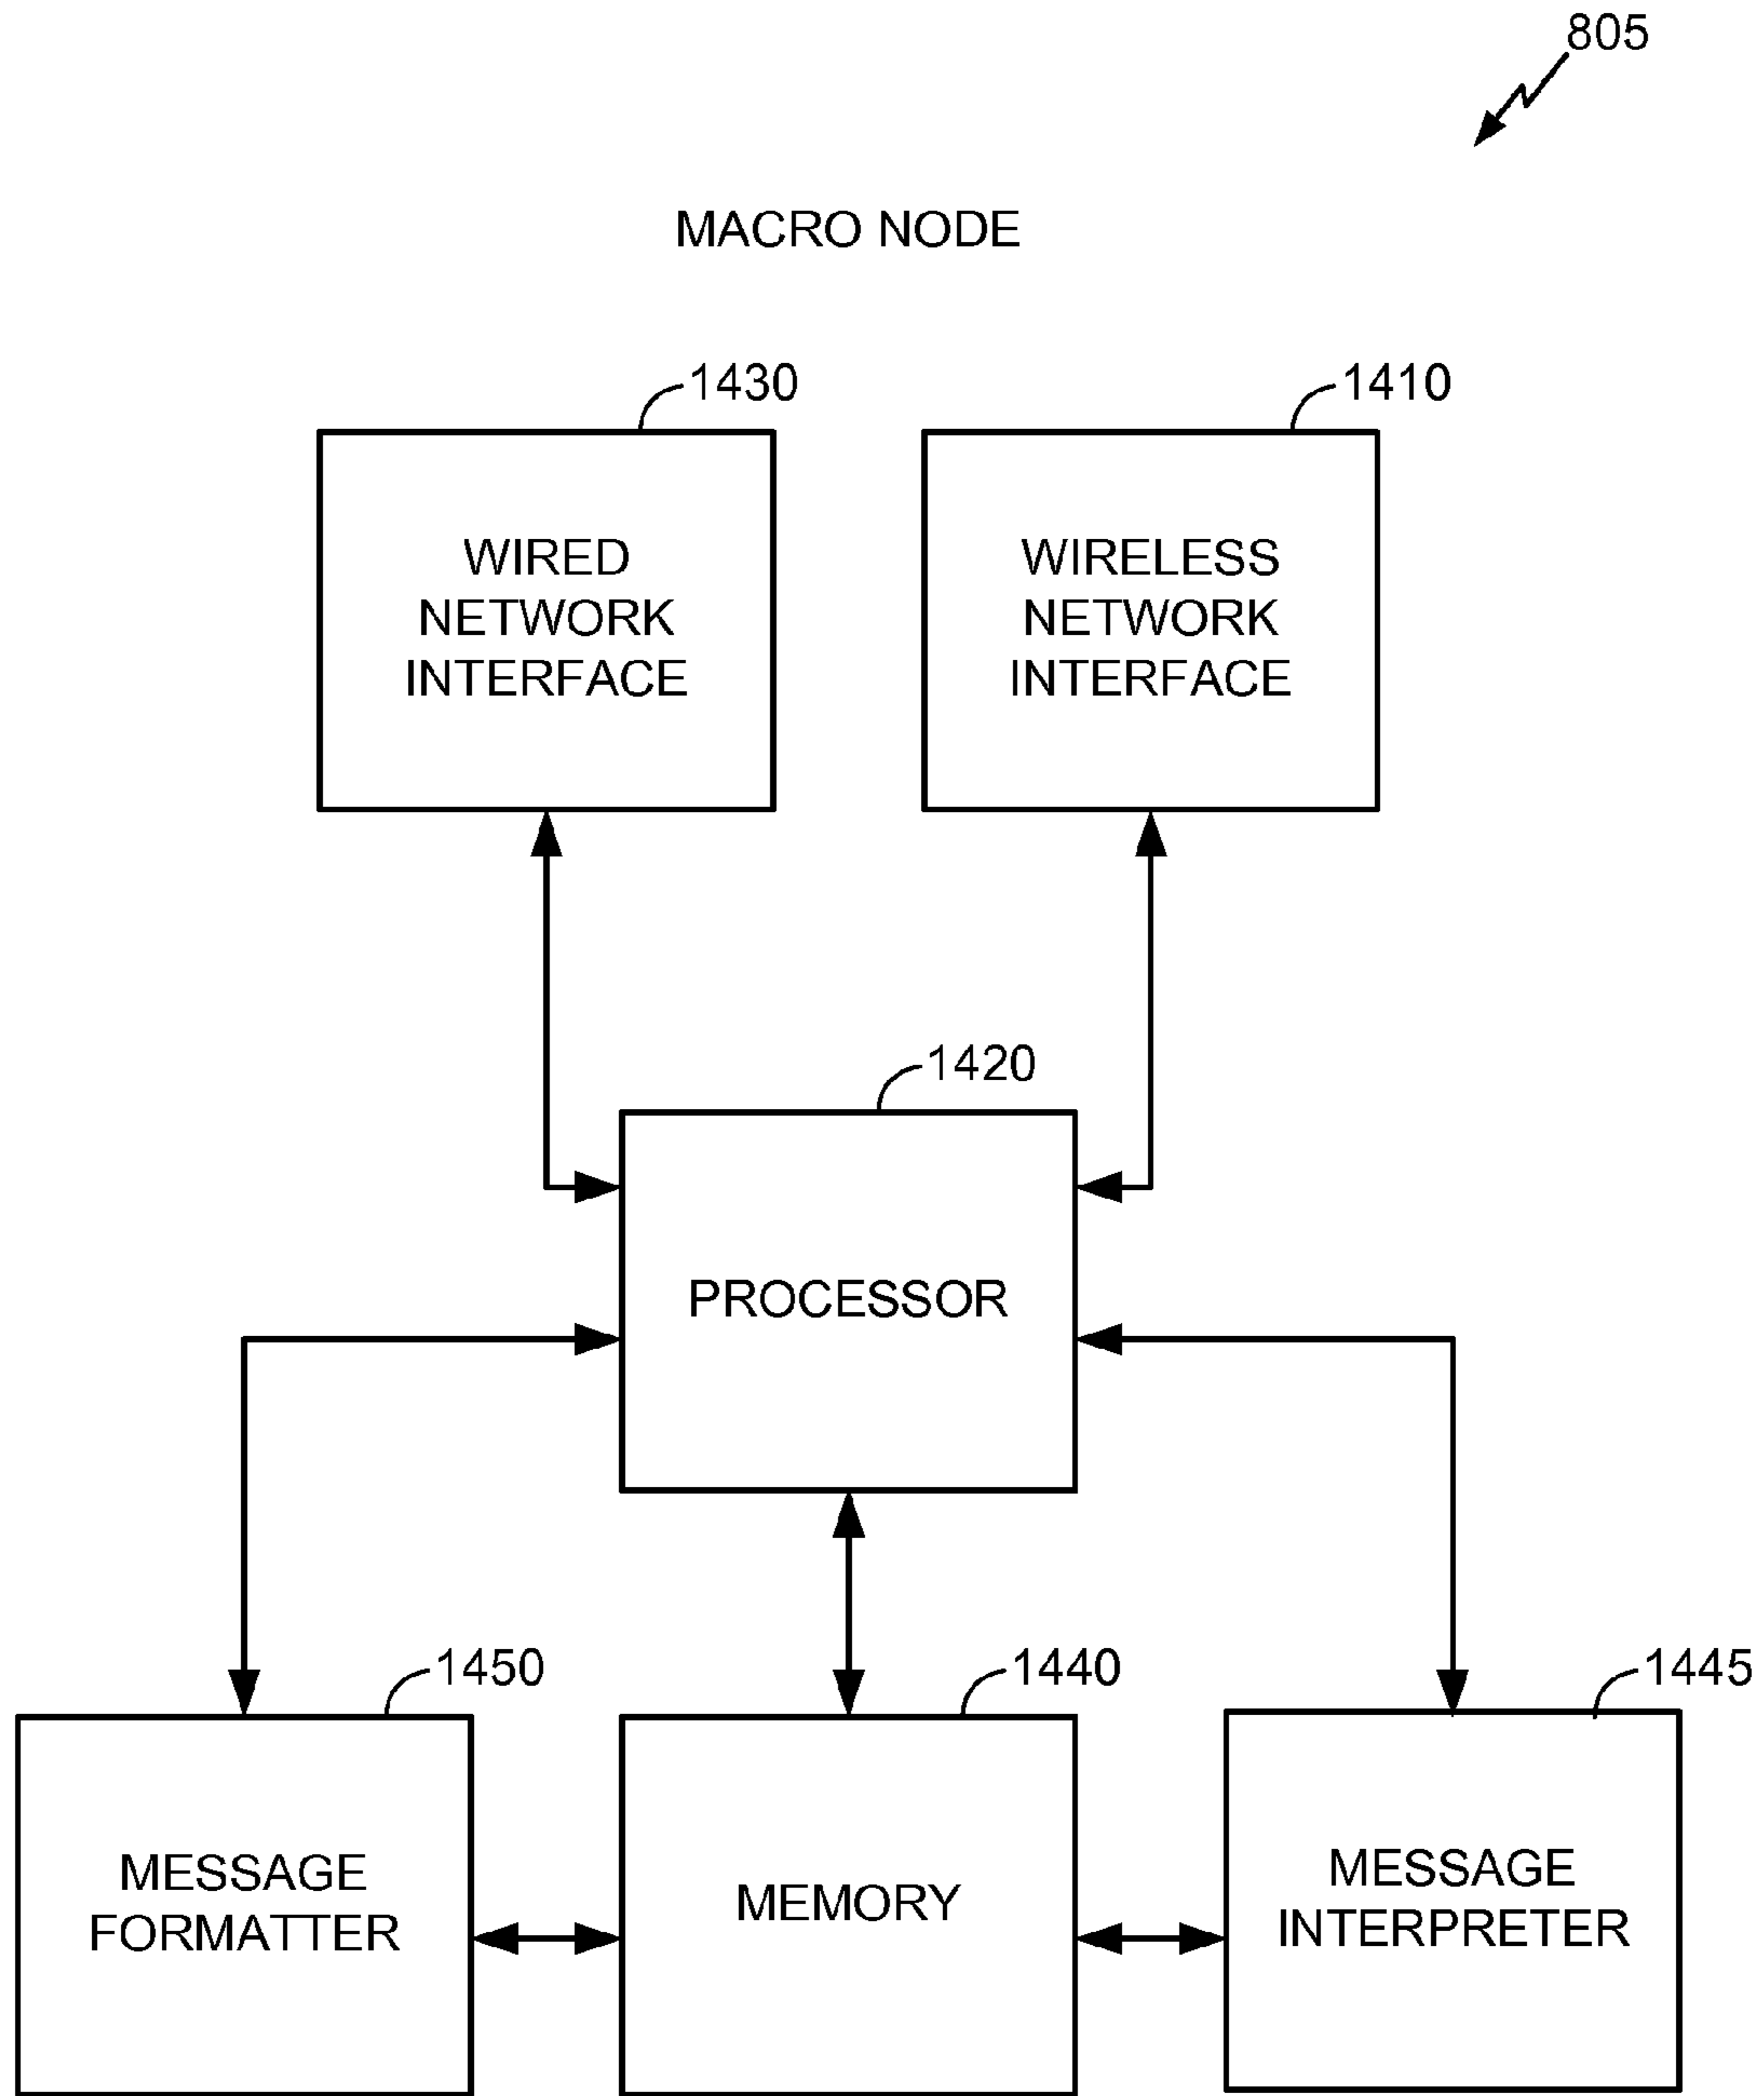 805
MACRO NODE
1430
1410
WIRED
NETWORK
INTERFACE
WIRELESS
NETWORK
INTERFACE
1420
PROCESSOR
1450
1440
1445
MESSAGE
FORMATTER
MEMORY
MESSAGE
INTERPRETER